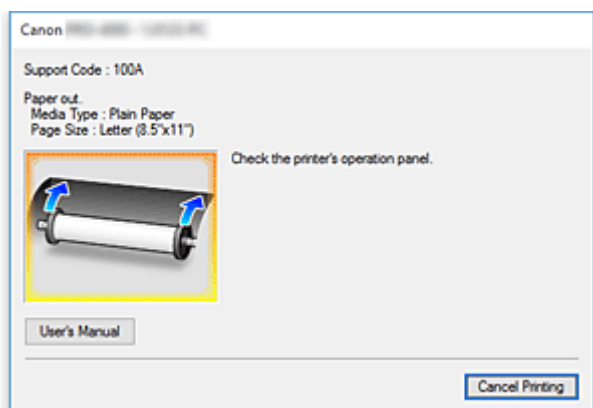 Canon
Support Code : 100A
Paper out.
Media Type : Plain Paper
Page Size : Letter (8.5"x11")
Check the printer's operation panel.
User's Manual
Cancel Printing